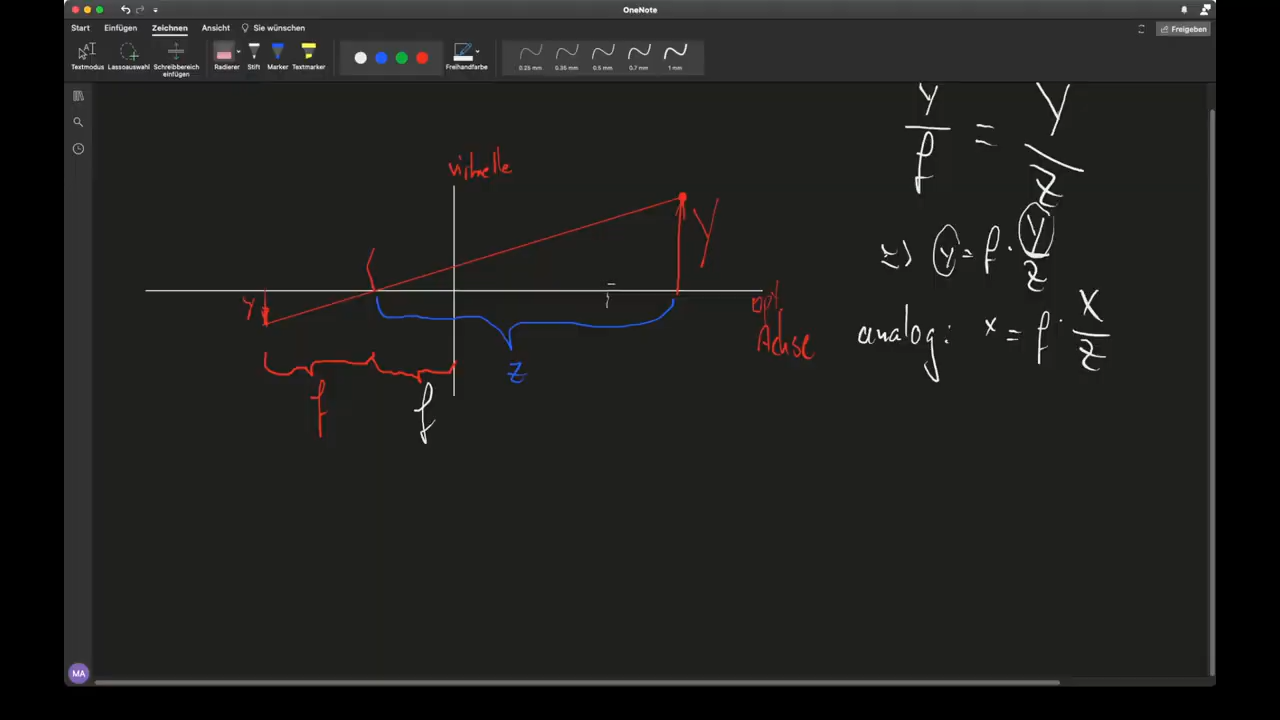 OneNote
Start Einfügen Zeichnen Ansicht Sie wünschen
Freigeben
Textmodus Lassoauswahl Schreibbereich einfügen Radierer Stift Marker Textmarker Freihandfarbe 0.25 mm 0.35 mm 0.5 mm 0.7 mm 1 mm
y/f = Y/Z
virtuelle
=> y = f · Y/Z
Y
y
opt.
Achse
analog: x = f · X/Z
z
f
f
MA